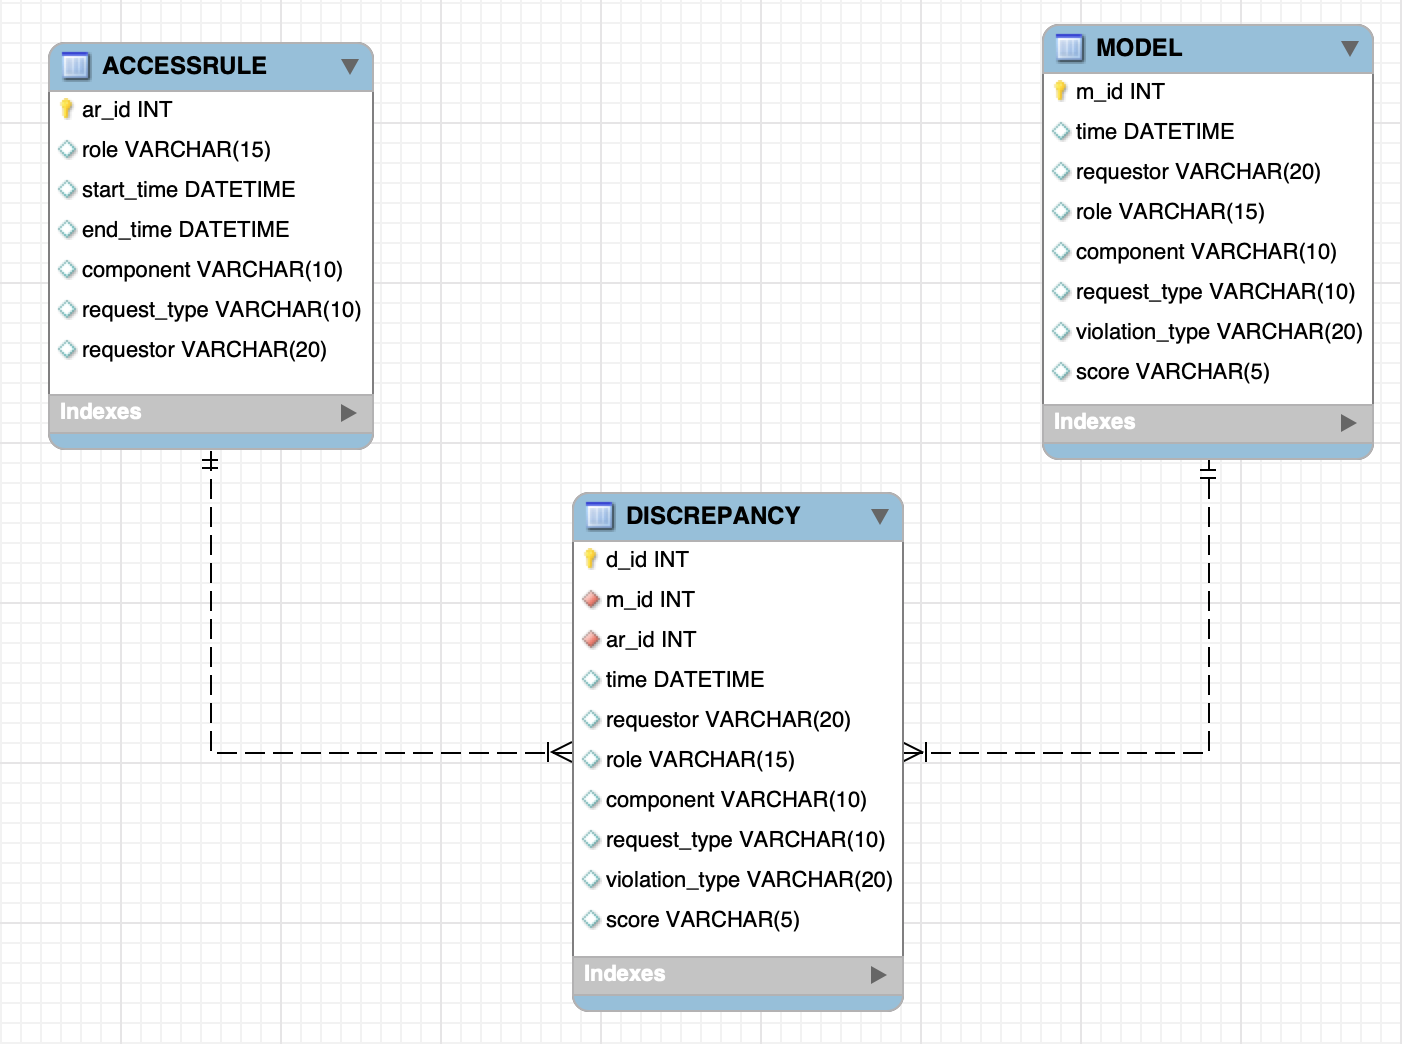 ACCESSRULE
ar_id INT
role VARCHAR(15)
start_time DATETIME
end_time DATETIME
component VARCHAR(10)
request_type VARCHAR(10)
requestor VARCHAR(20)
Indexes
MODEL
m_id INT
time DATETIME
requestor VARCHAR(20)
role VARCHAR(15)
component VARCHAR(10)
request_type VARCHAR(10)
violation_type VARCHAR(20)
score VARCHAR(5)
Indexes
DISCREPANCY
d_id INT
m_id INT
ar_id INT
time DATETIME
requestor VARCHAR(20)
role VARCHAR(15)
component VARCHAR(10)
request_type VARCHAR(10)
violation_type VARCHAR(20)
score VARCHAR(5)
Indexes